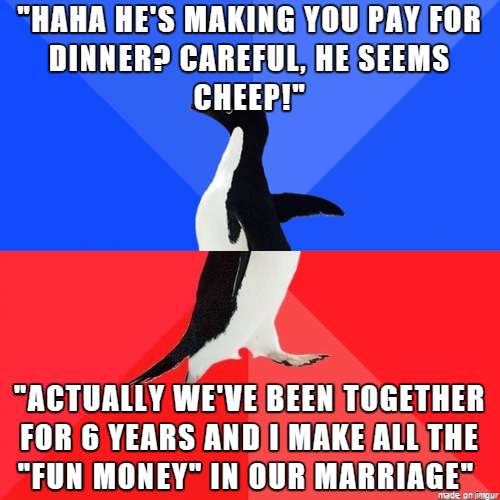 "HAHA HE'S MAKING YOU PAY FOR
DINNER? CAREFUL, HE SEEMS
CHEEP!"
"ACTUALLY WE'VE BEEN TOGETHER
FOR 6 YEARS AND I MAKE ALL THE
"FUN MONEY" IN OUR MARRIAGE"
made on imgur